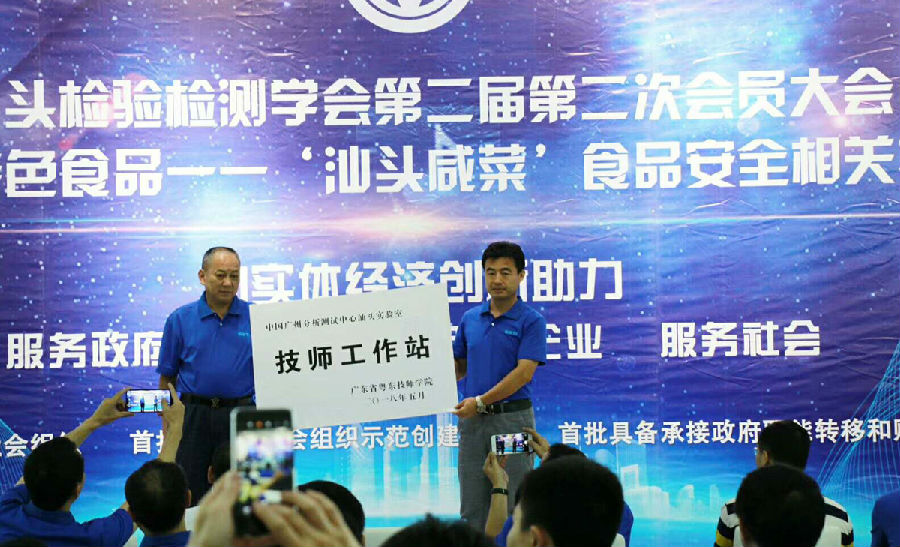 头检验检测学会第二届第二次会员大会
色食品——‘汕头咸菜’食品安全相关
实体经济创 助力
服务政府 企业 服务社会
中国广州分析测试中心汕头实验室
技师工作站
广东省粤东技师学院
二〇一八年五月
会组 首批 会组织示范创建 首批具备承接政府 转移和